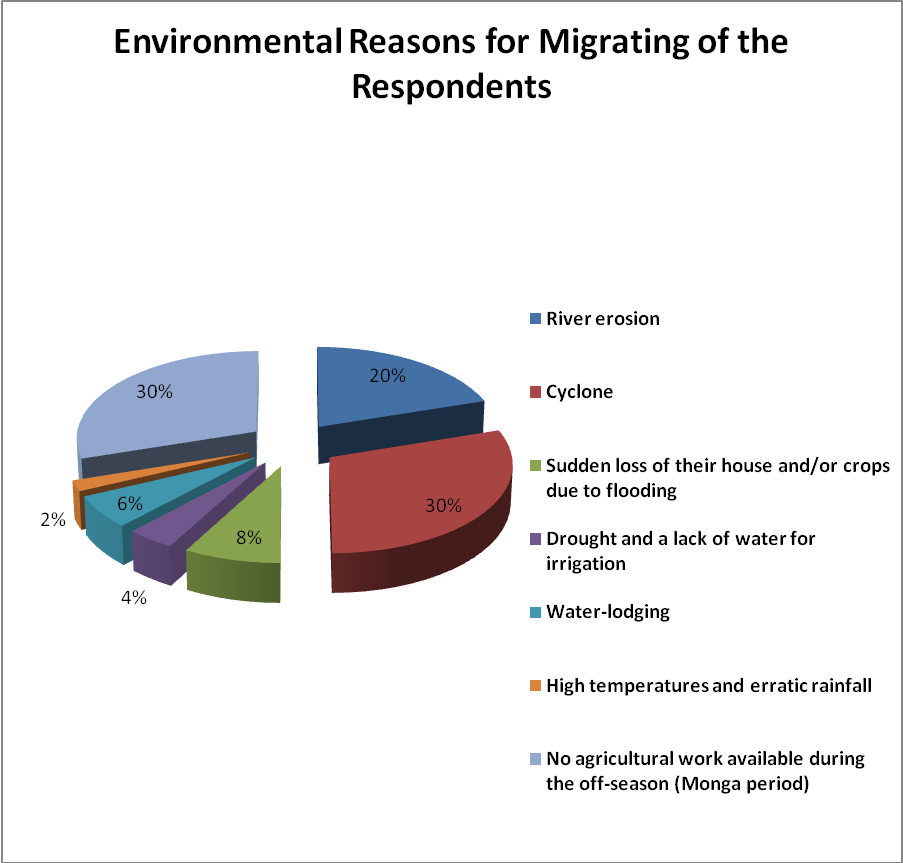 Environmental Reasons for Migrating of the
Respondents
30%
20%
30%
8%
4%
6%
2%
River erosion
Cyclone
Sudden loss of their house and/or crops
due to flooding
Drought and a lack of water for
irrigation
Water-lodging
High temperatures and erratic rainfall
No agricultural work available during
the off-season (Monga period)